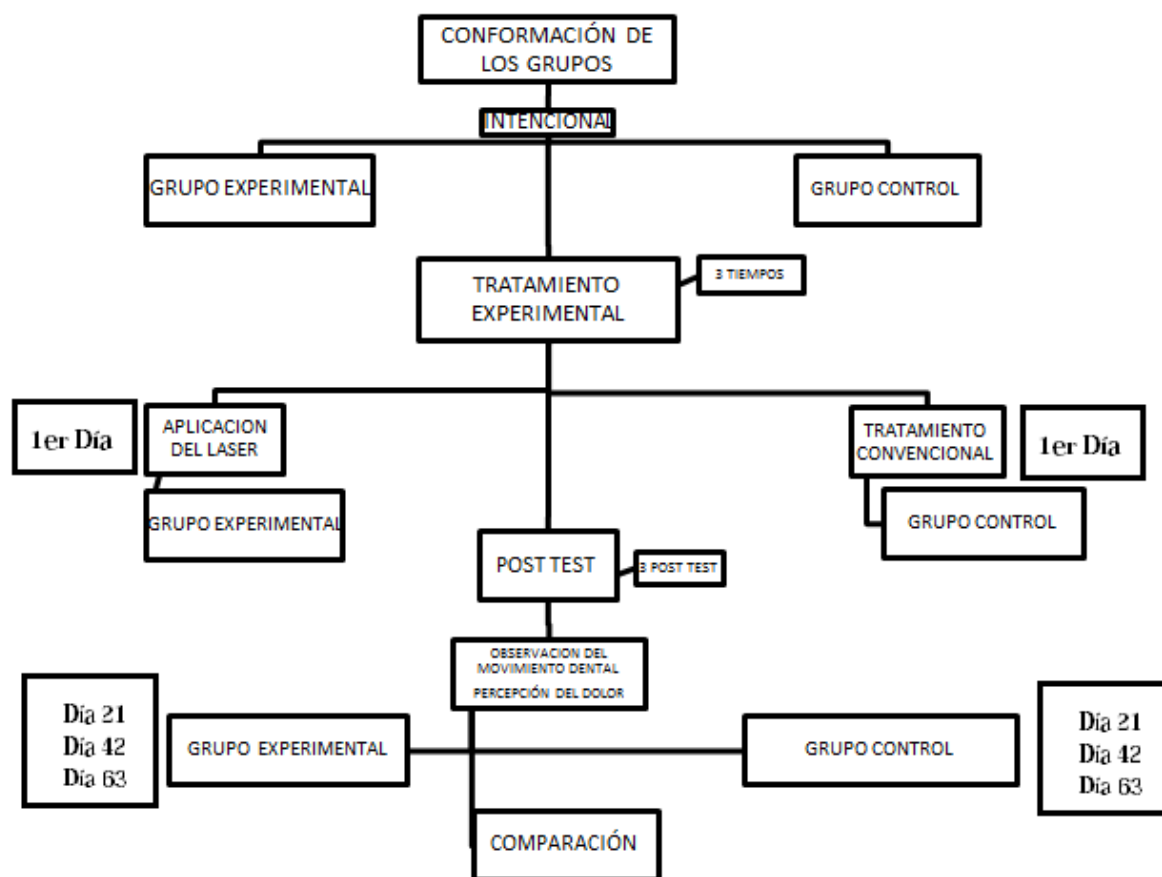 CONFORMACIÓN DE
LOS GRUPOS
INTENCIONAL
GRUPO EXPERIMENTAL
GRUPO CONTROL
TRATAMIENTO
EXPERIMENTAL
3 TIEMPOS
1er Día
APLICACION
DEL LASER
TRATAMIENTO
CONVENCIONAL
1er Día
GRUPO EXPERIMENTAL
GRUPO CONTROL
POST TEST
3 POST TEST
OBSERVACION DEL
MOVIMIENTO DENTAL
PERCEPCIÓN DEL DOLOR
Día 21
Día 42
Día 63
GRUPO EXPERIMENTAL
GRUPO CONTROL
Día 21
Día 42
Día 63
COMPARACIÓN